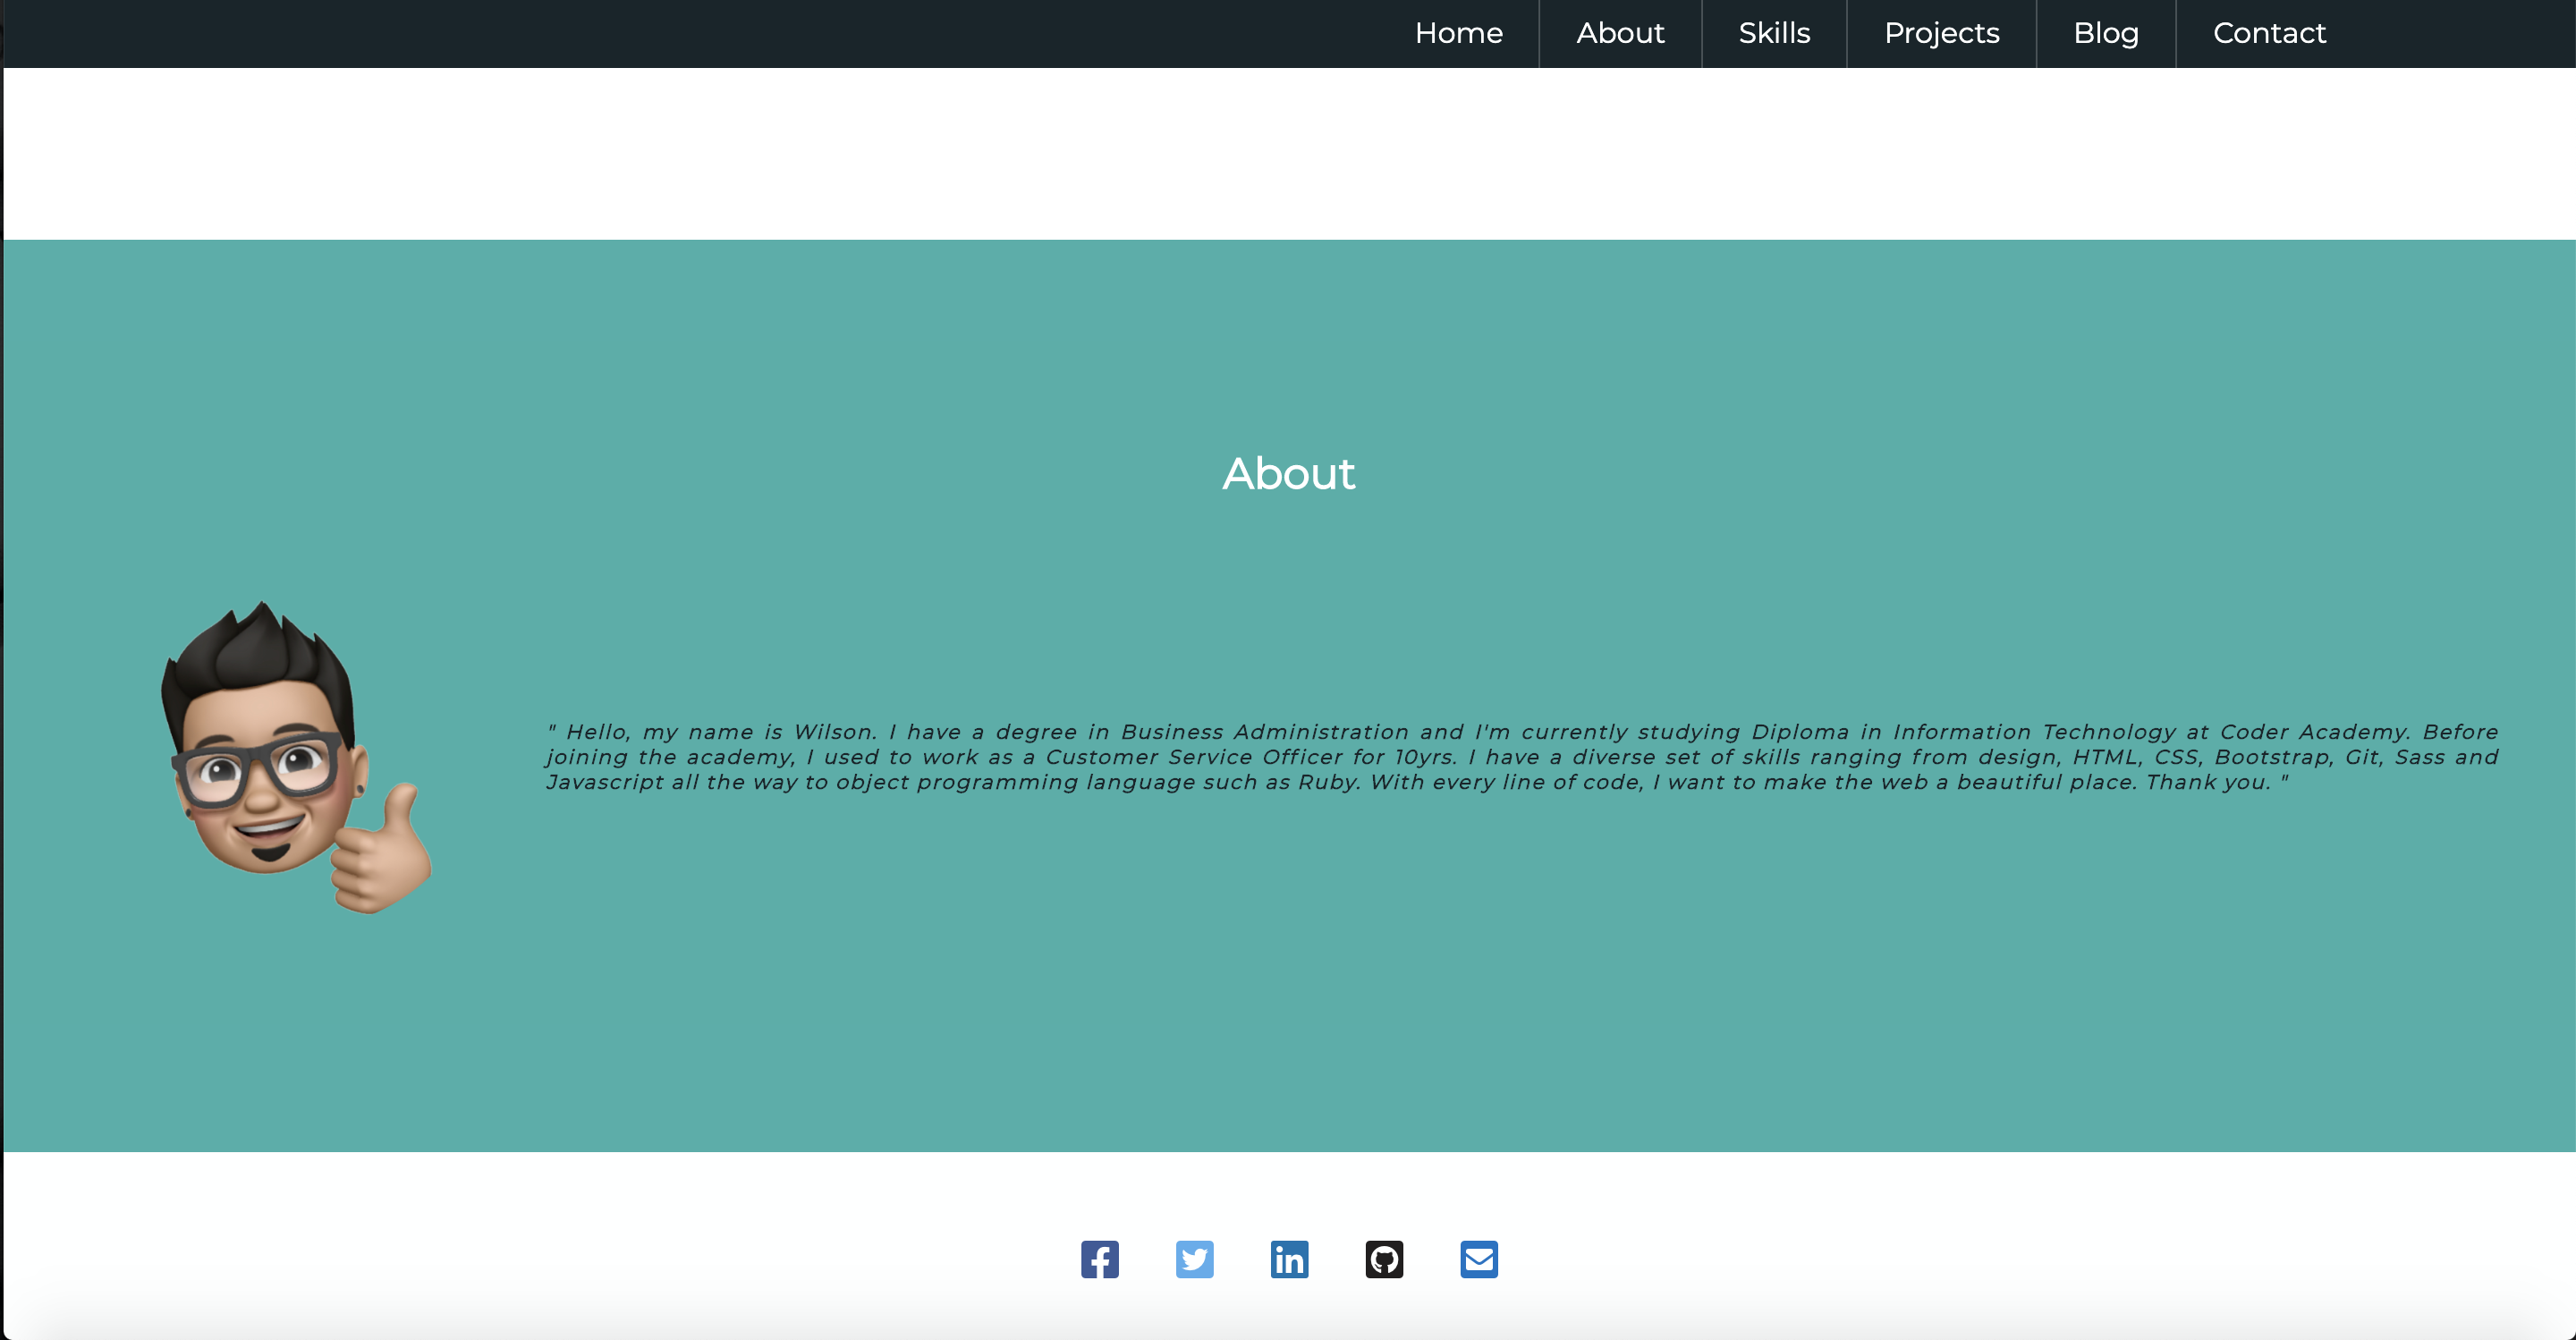 Home About Skills Projects Blog Contact
About
" Hello, my name is Wilson. I have a degree in Business Administration and I'm currently studying Diploma in Information Technology at Coder Academy. Before
joining the academy, I used to work as a Customer Service Officer for 10yrs. I have a diverse set of skills ranging from design, HTML, CSS, Bootstrap, Git, Sass and
Javascript all the way to object programming language such as Ruby. With every line of code, I want to make the web a beautiful place. Thank you. "